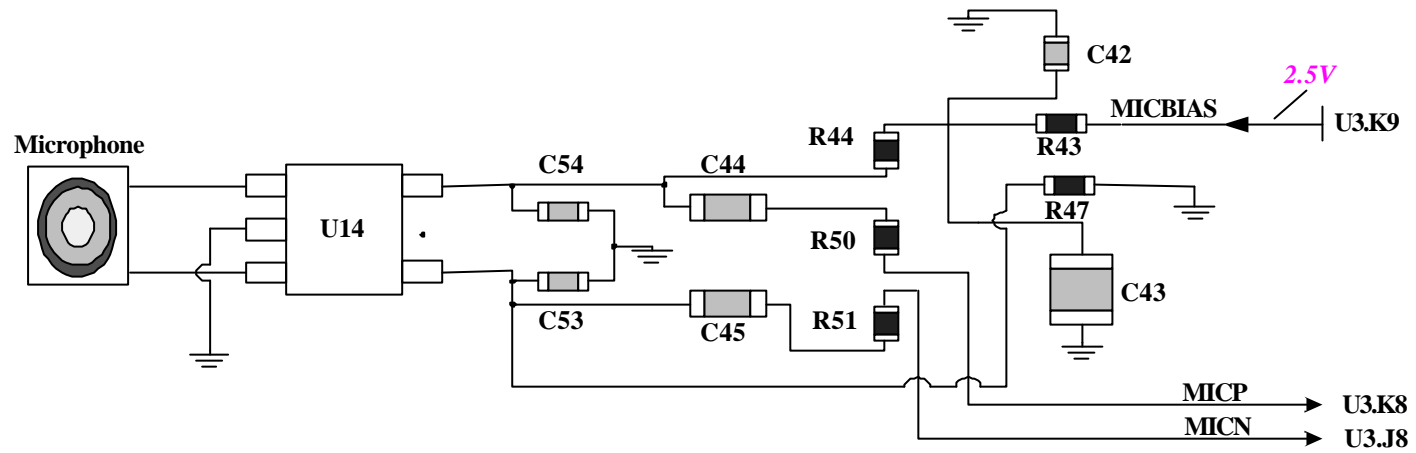 C42
2.5V
MICBIAS
U3.K9
R44
R43
Microphone
C54
C44
R47
U14
R50
C43
C53
C45
R51
MICP
U3.K8
MICN
U3.J8